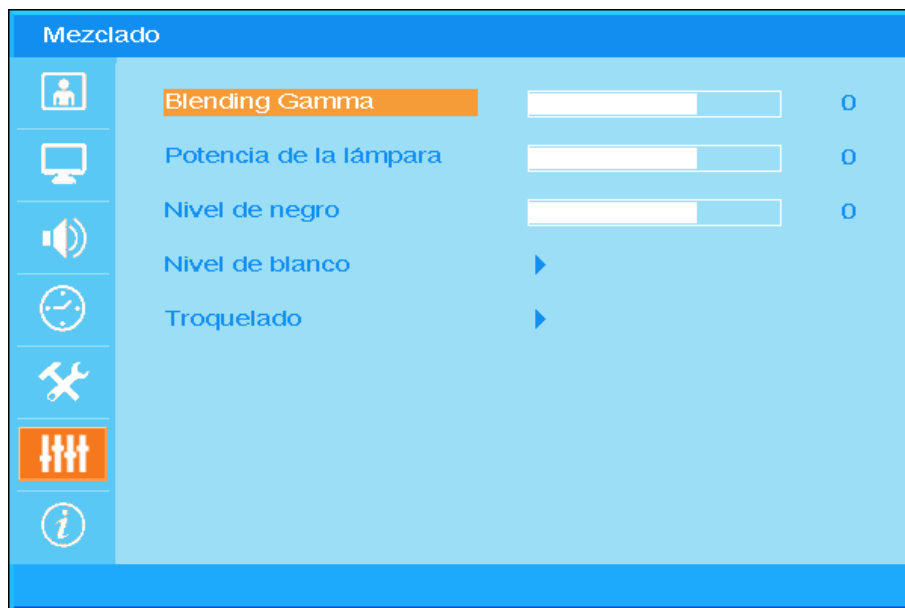 Mezclado
Blending Gamma 0
Potencia de la lámpara 0
Nivel de negro 0
Nivel de blanco
Troquelado